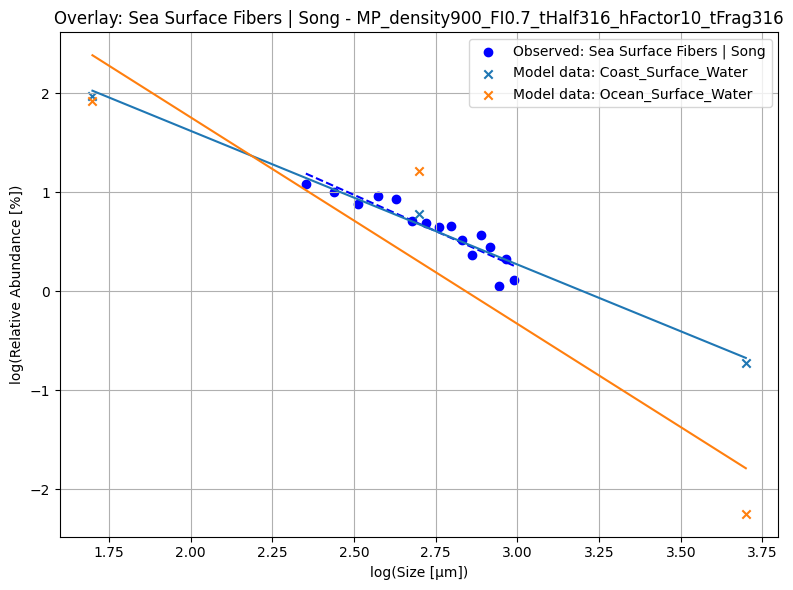 Overlay: Sea Surface Fibers | Song - MP_density900_FI0.7_tHalf316_hFactor10_tFrag316
Observed: Sea Surface Fibers | Song
Model data: Coast_Surface_Water
Model data: Ocean_Surface_Water
log(Relative Abundance [%])
2
1
0
−1
−2
1.75
2.00
2.25
2.50
2.75
3.00
3.25
3.50
3.75
log(Size [µm])